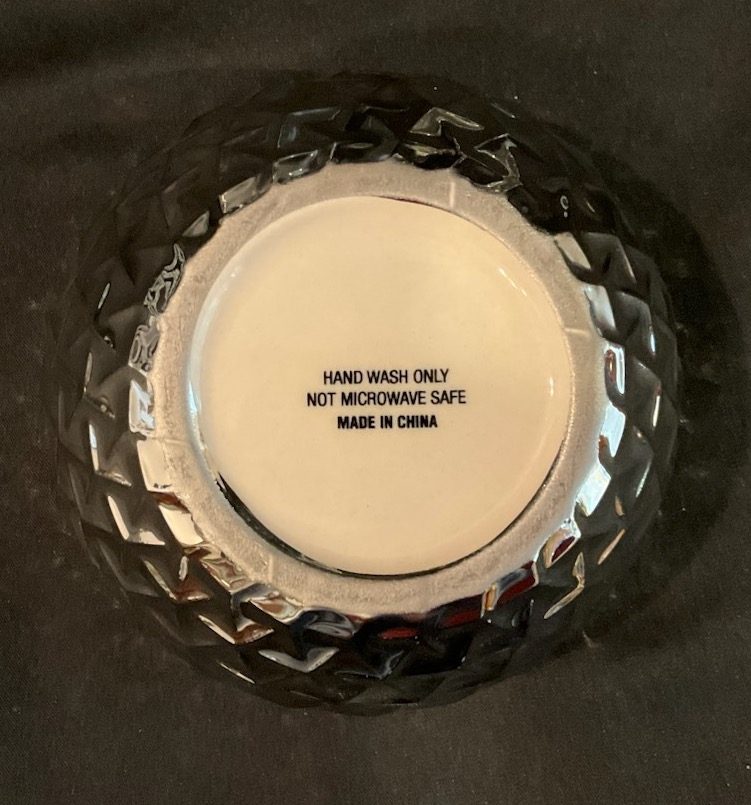 HAND WASH ONLY
NOT MICROWAVE SAFE
MADE IN CHINA